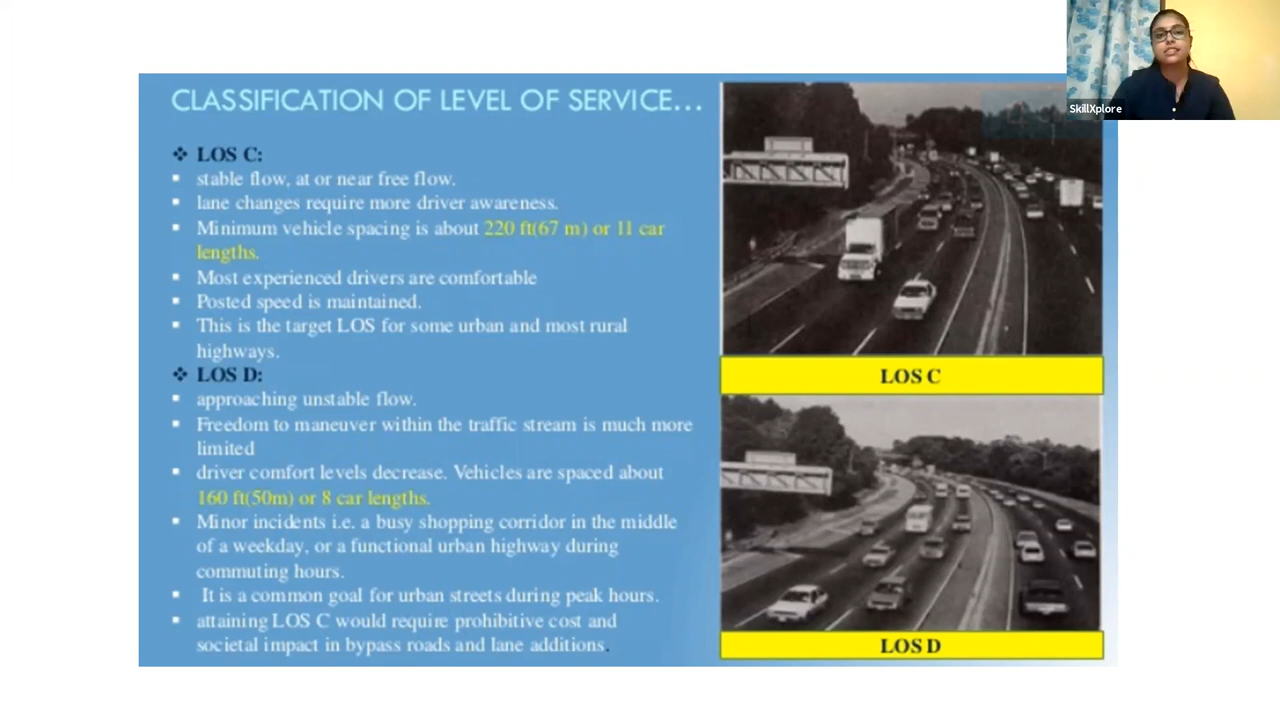 SkillXplore
CLASSIFICATION OF LEVEL OF SERVICE...
❖ LOS C:
▪ stable flow, at or near free flow.
▪ lane changes require more driver awareness.
▪ Minimum vehicle spacing is about 220 ft(67 m) or 11 car
lengths.
▪ Most experienced drivers are comfortable
▪ Posted speed is maintained.
▪ This is the target LOS for some urban and most rural
highways.
❖ LOS D:
▪ approaching unstable flow.
▪ Freedom to maneuver within the traffic stream is much more
limited
▪ driver comfort levels decrease. Vehicles are spaced about
160 ft(50m) or 8 car lengths.
▪ Minor incidents i.e. a busy shopping corridor in the middle
of a weekday, or a functional urban highway during
commuting hours.
▪ It is a common goal for urban streets during peak hours.
▪ attaining LOS C would require prohibitive cost and
societal impact in bypass roads and lane additions.
LOS C
LOS D